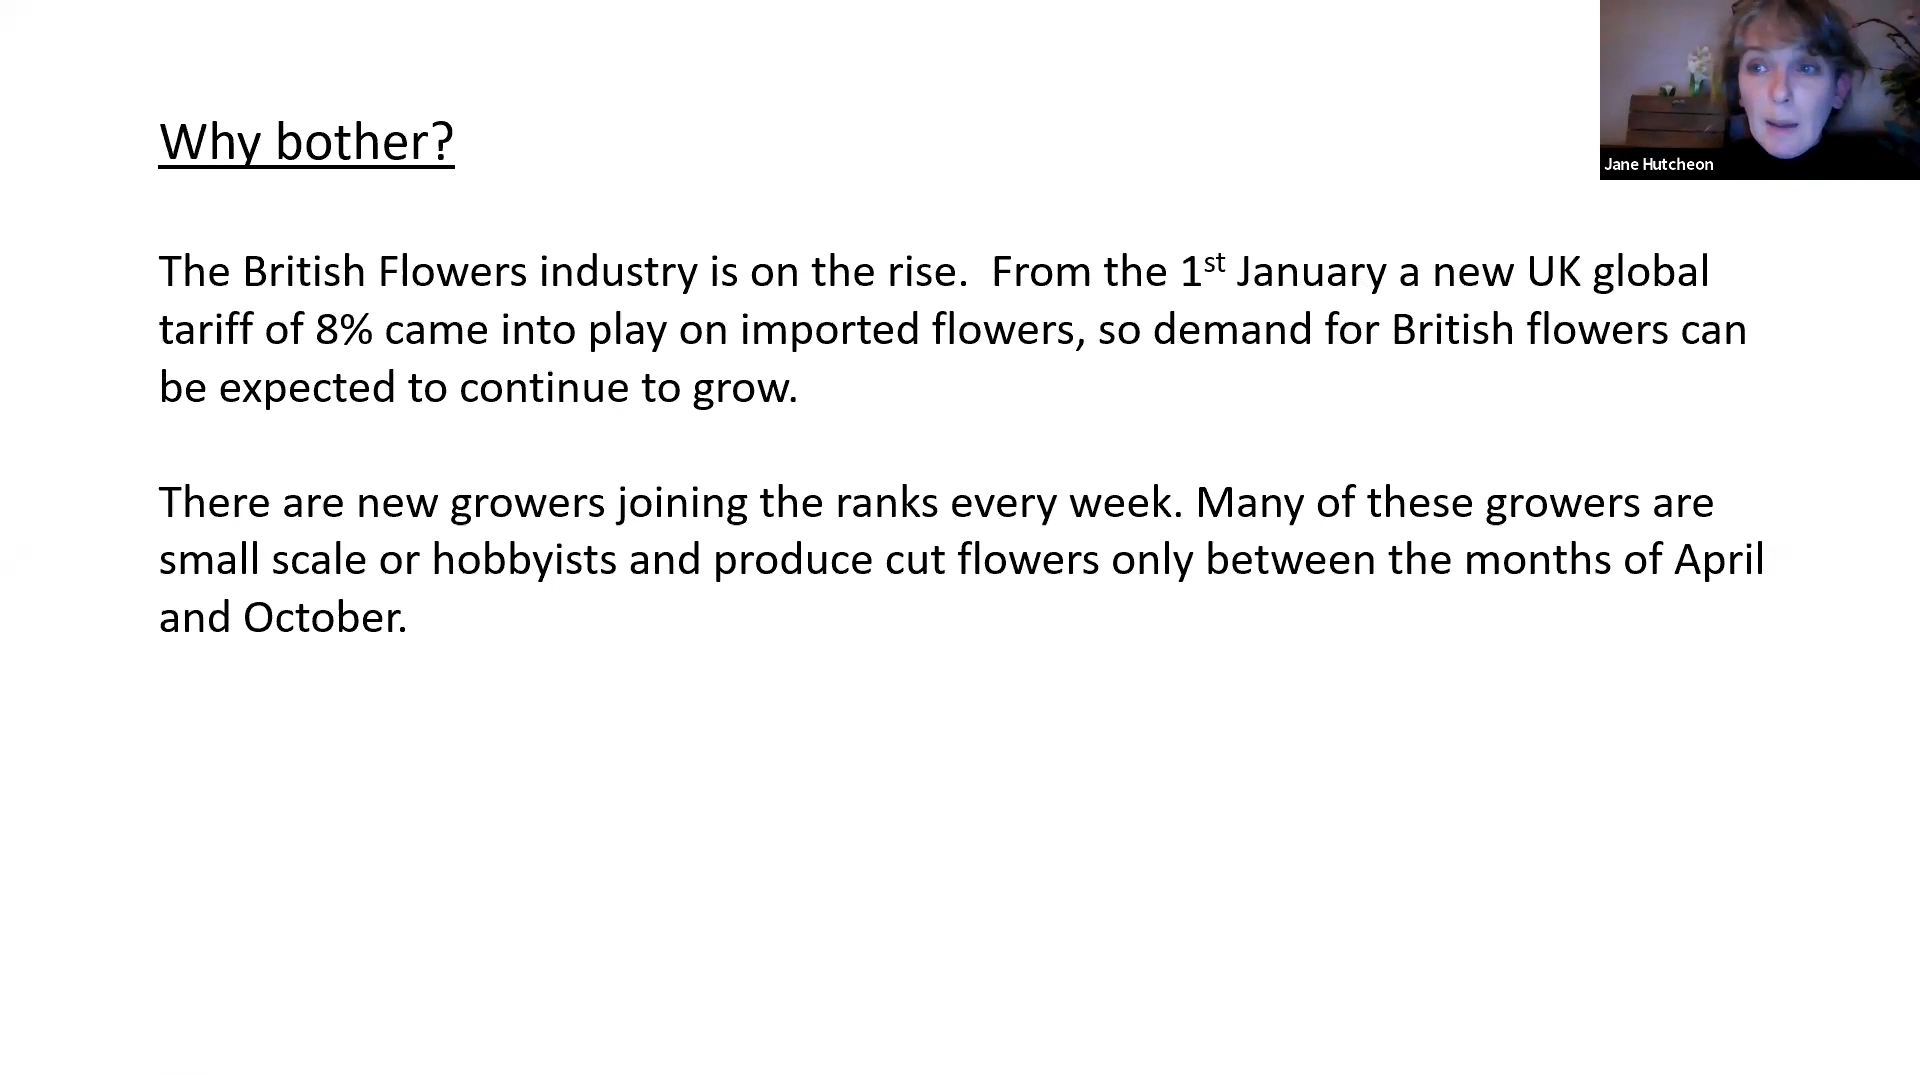 Why bother?
The British Flowers industry is on the rise.  From the 1st January a new UK global
tariff of 8% came into play on imported flowers, so demand for British flowers can
be expected to continue to grow.
There are new growers joining the ranks every week. Many of these growers are
small scale or hobbyists and produce cut flowers only between the months of April
and October.
Jane Hutcheon